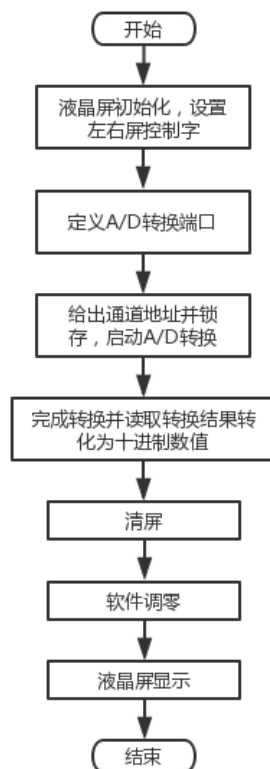 开始
液晶屏初始化，设置
左右屏控制字
定义A/D转换端口
给出通道地址并锁
存，启动A/D转换
完成转换并读取转换结果转
化为十进制数值
清屏
软件调零
液晶屏显示
结束